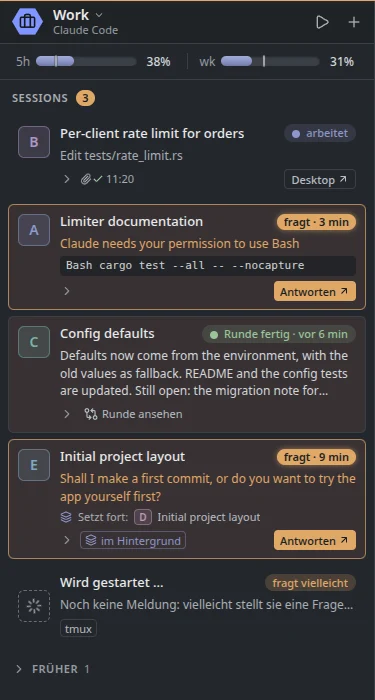 Work
Claude Code
5h 38% wk 31%
SESSIONS 3
B Per-client rate limit for orders arbeitet
Edit tests/rate_limit.rs
11:20 Desktop
A Limiter documentation fragt · 3 min
Claude needs your permission to use Bash
Bash cargo test --all -- --nocapture
Antworten
C Config defaults Runde fertig · vor 6 min
Defaults now come from the environment, with the
old values as fallback. README and the config tests
are updated. Still open: the migration note for...
Runde ansehen
E Initial project layout fragt · 9 min
Shall I make a first commit, or do you want to try the
app yourself first?
Setzt fort: D Initial project layout
im Hintergrund Antworten
Wird gestartet ... fragt vielleicht
Noch keine Meldung: vielleicht stellt sie eine Frage...
tmux
FRÜHER 1